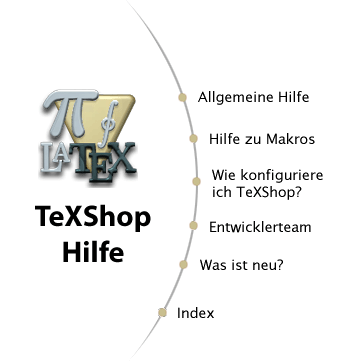 LATEX
TeXShop
Hilfe
Allgemeine Hilfe
Hilfe zu Makros
Wie konfiguriere
ich TeXShop?
Entwicklerteam
Was ist neu?
Index